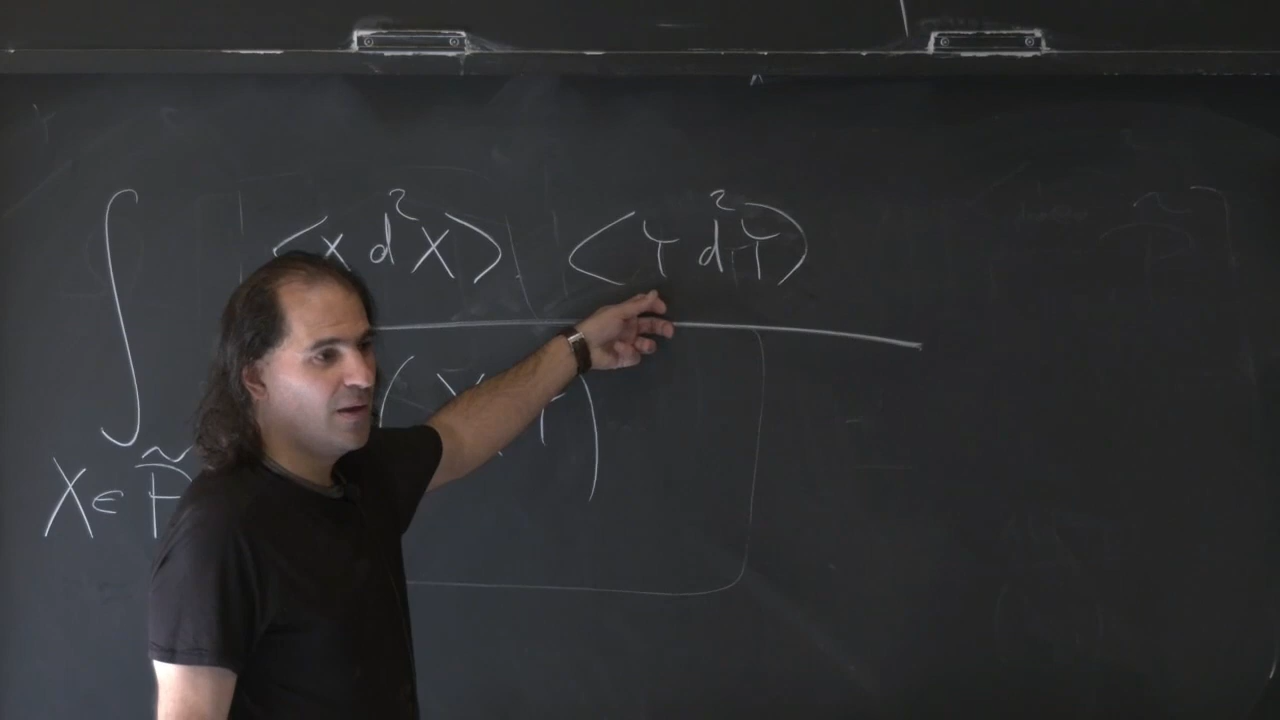 ∫ ⟨X d²X⟩ ⟨Y d²Y⟩
X ∈ P̃